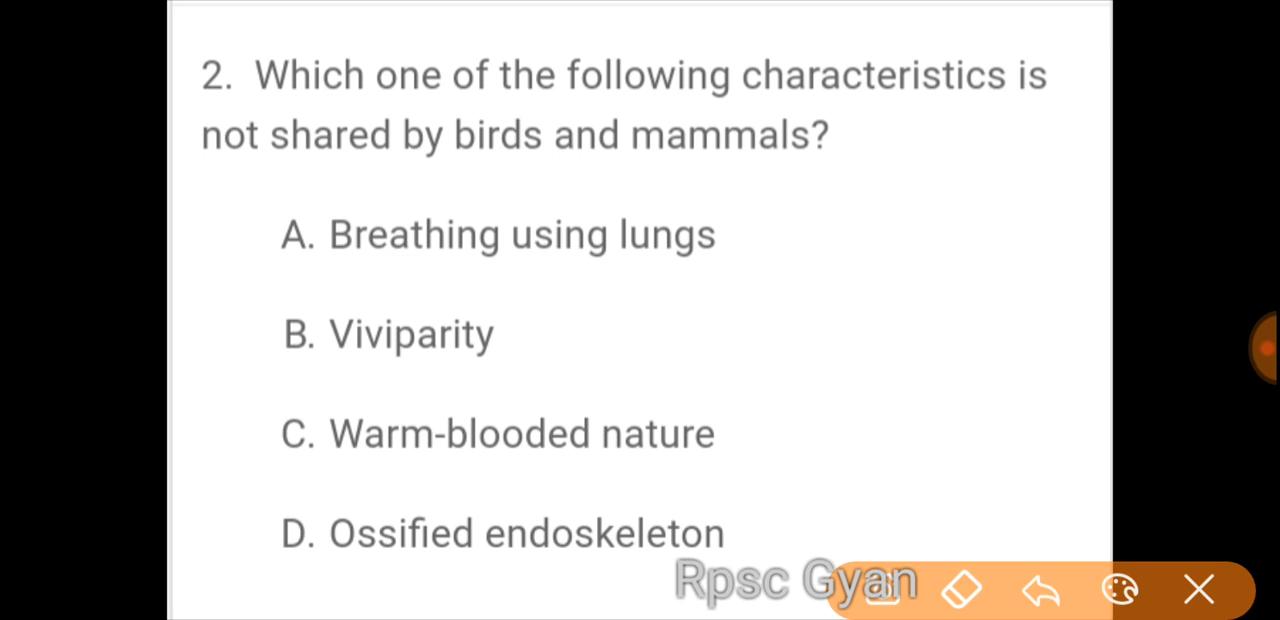 2. Which one of the following characteristics is
not shared by birds and mammals?
A. Breathing using lungs
B. Viviparity
C. Warm-blooded nature
D. Ossified endoskeleton
Rpsc Gyan